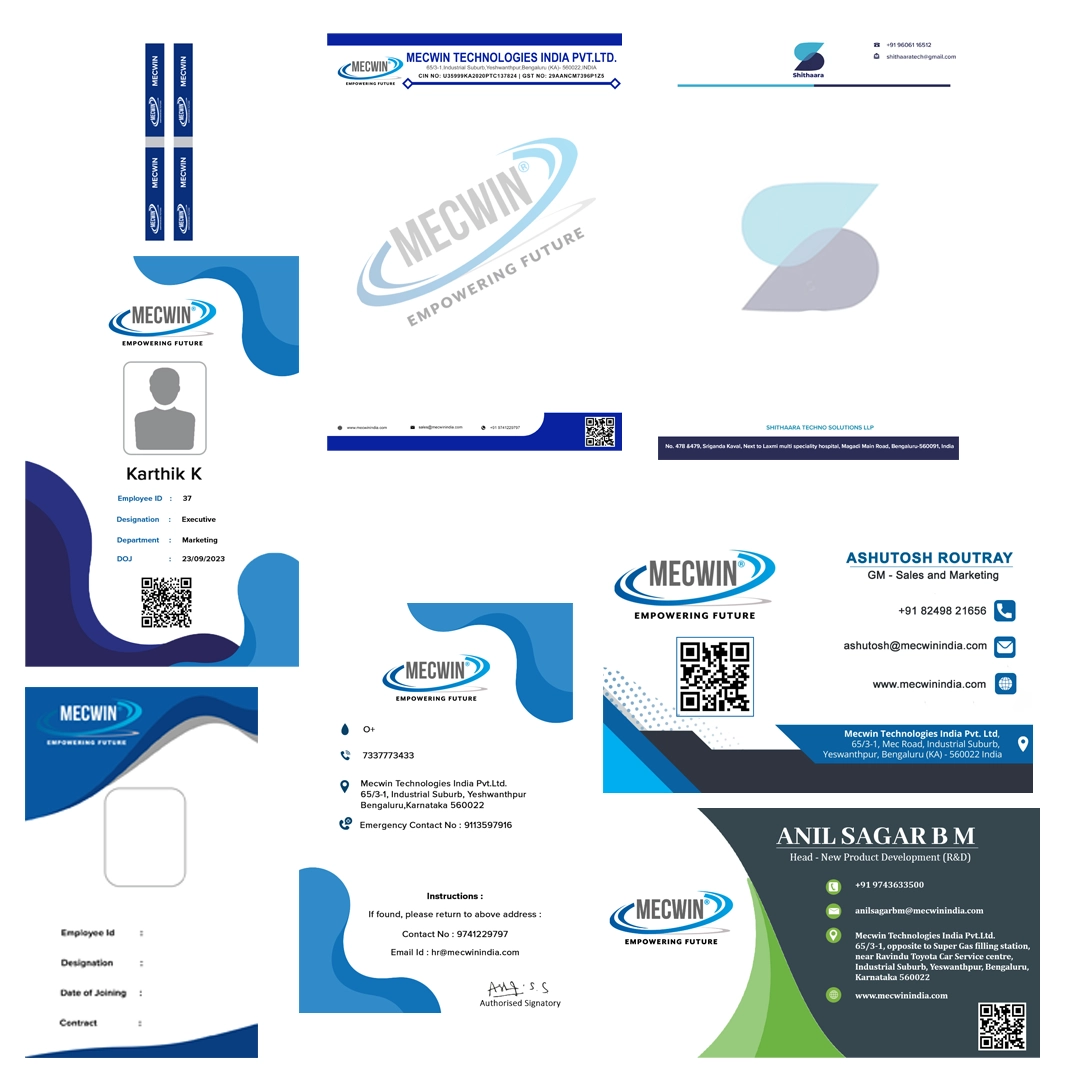 MECWIN
MECWIN
MECWIN
MECWIN
MECWIN TECHNOLOGIES INDIA PVT.LTD.
65/3-1,Industrial Suburb,Yeshwanthpur,Bengaluru (KA)- 560022,INDIA
CIN NO: U35999KA2020PTC137824 | GST NO: 29AANCM7396P1Z5
MECWIN®
EMPOWERING FUTURE
MECWIN®
EMPOWERING FUTURE
www.mecwinindia.com
sales@mecwinindia.com
+91 9741229797
Shithaara
+91 96061 16512
shithaaratech@gmail.com
SHITHAARA TECHNO SOLUTIONS LLP
No. 478 &479, Sriganda Kaval, Next to Laxmi multi speciality hospital, Magadi Main Road, Bengaluru-560091, India
MECWIN®
EMPOWERING FUTURE
Karthik K
Employee ID : 37
Designation : Executive
Department : Marketing
DOJ : 23/09/2023
MECWIN®
EMPOWERING FUTURE
ASHUTOSH ROUTRAY
GM - Sales and Marketing
+91 82498 21656
ashutosh@mecwinindia.com
www.mecwinindia.com
Mecwin Technologies India Pvt. Ltd,
65/3-1, Mec Road, Industrial Suburb,
Yeswanthpur, Bengaluru (KA) - 560022 India
MECWIN®
EMPOWERING FUTURE
O+
7337773433
Mecwin Technologies India Pvt.Ltd.
65/3-1, Industrial Suburb, Yeshwanthpur
Bengaluru,Karnataka 560022
Emergency Contact No : 9113597916
Instructions :
If found, please return to above address :
Contact No : 9741229797
Email Id : hr@mecwinindia.com
Authorised Signatory
MECWIN
EMPOWERING FUTURE
Employee Id :
Designation :
Date of Joining :
Contract :
MECWIN®
EMPOWERING FUTURE
ANIL SAGAR B M
Head - New Product Development (R&D)
+91 9743633500
anilsagarbm@mecwinindia.com
Mecwin Technologies India Pvt.Ltd.
65/3-1, opposite to Super Gas filling station,
near Ravindu Toyota Car Service centre,
Industrial Suburb, Yeswanthpur, Bengaluru,
Karnataka 560022
www.mecwinindia.com